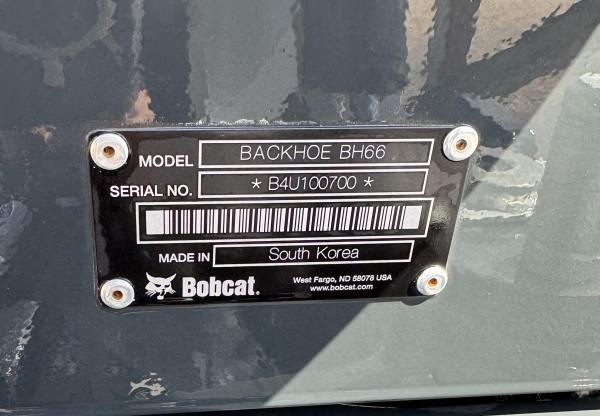 MODEL BACKHOE BH66
SERIAL NO. * B4U100700 *
MADE IN South Korea
Bobcat.
West Fargo, ND 58078 USA
www.bobcat.com